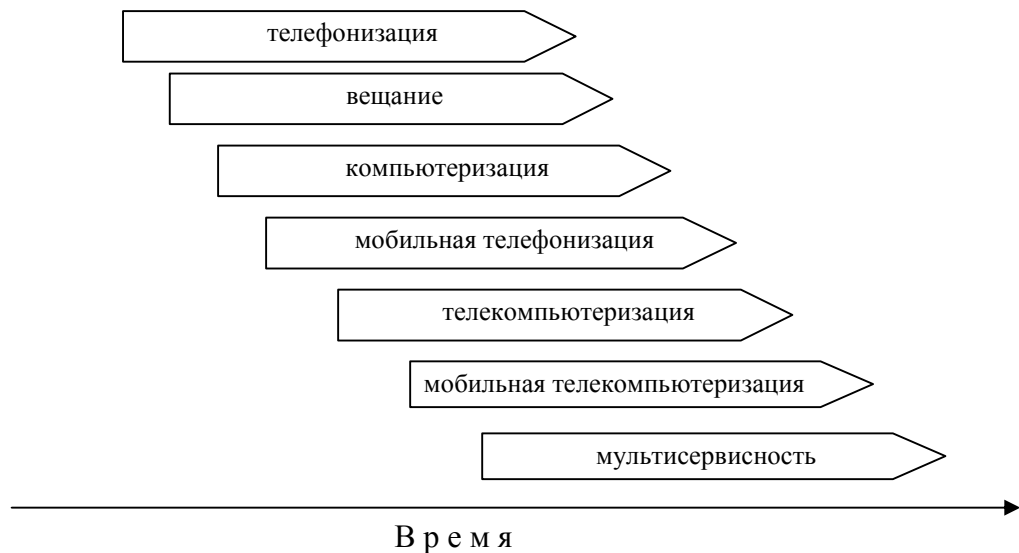 телефонизация
вещание
компьютеризация
мобильная телефонизация
телекомпьютеризация
мобильная телекомпьютеризация
мультисервисность
В р е м я